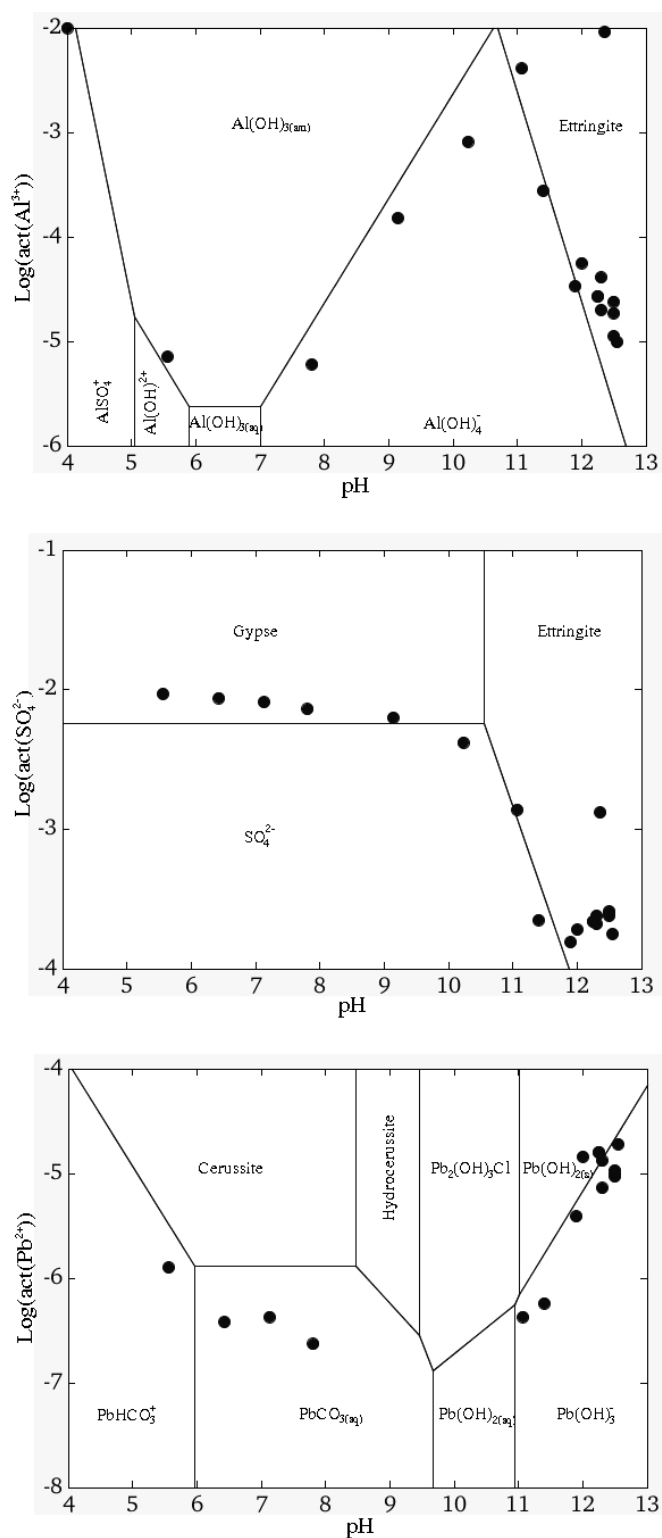 -2
-3
-4
-5
-6
Log(act(Al³⁺))
Al(OH)₃₍ₐₘ₎
Ettringite
AlSO₄⁺
Al(OH)²⁺
Al(OH)₃₍ₐq₎
Al(OH)₄⁻
4 5 6 7 8 9 10 11 12 13
pH
-1
-2
-3
-4
Log(act(SO₄²⁻)
Gypse
Ettringite
SO₄²⁻
4 5 6 7 8 9 10 11 12 13
pH
-4
-5
-6
-7
-8
Log(act(Pb²⁺))
Cerussite
Hydrocerussite
Pb₂(OH)₃Cl
Pb(OH)₂₍ₛ₎
PbHCO₃⁺
PbCO₃₍ₐq₎
Pb(OH)₂₍ₐq₎
Pb(OH)₃⁻
4 5 6 7 8 9 10 11 12 13
pH